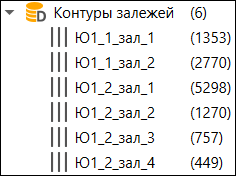 Контуры залежей (6)
Ю1_1_зал_1 (1353)
Ю1_1_зал_2 (2770)
Ю1_2_зал_1 (5298)
Ю1_2_зал_2 (1270)
Ю1_2_зал_3 (757)
Ю1_2_зал_4 (449)